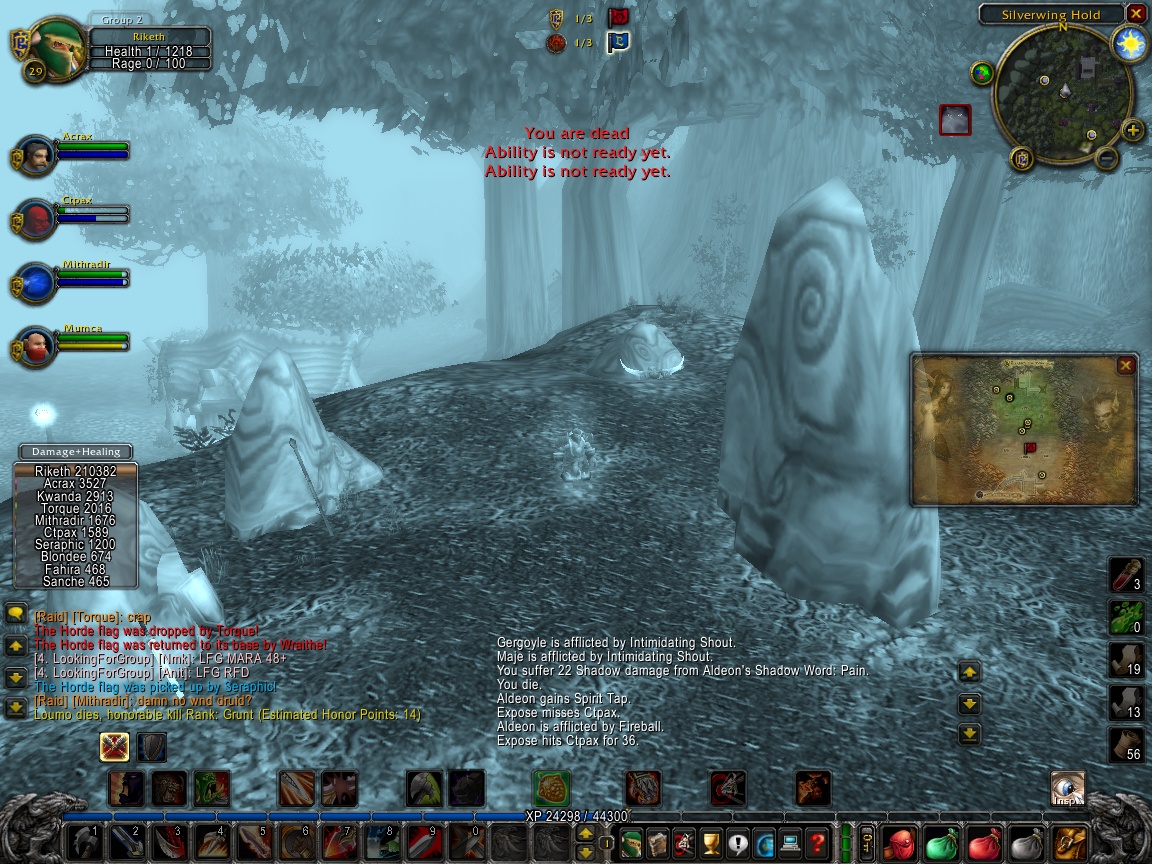 Group 2
Riketh
Health 1 / 1218
Rage 0 / 100
29
1/3
1/3
Silverwing Hold
N
You are dead
Ability is not ready yet.
Ability is not ready yet.
Acrax
Ctpax
Mithradir
Mumca
Damage+Healing
Riketh 210382
Acrax 3527
Kwanda 2913
Torque 2016
Mithradir 1676
Ctpax 1589
Seraphic 1200
Blondee 674
Fahira 468
Sanche 465
3
0
19
13
56
[Raid] [Torque]: crap
The Horde flag was dropped by Torque!
The Horde flag was returned to its base by Wraithe!
[4. LookingForGroup] [Nmk]: LFG MARA 48+
[4. LookingForGroup] [Anit]: LFG RFD
The Horde flag was picked up by Seraphic!
[Raid] [Mithradir]: damn no wnd druid?
Loumo dies, honorable kill Rank: Grunt (Estimated Honor Points: 14)
Gergoyle is afflicted by Intimidating Shout.
Maje is afflicted by Intimidating Shout.
You suffer 22 Shadow damage from Aldeon's Shadow Word: Pain.
You die.
Aldeon gains Spirit Tap.
Expose misses Ctpax.
Aldeon is afflicted by Fireball.
Expose hits Ctpax for 36.
Insp
XP 24298 / 44300
1 2 3 4 5 6 7 8 9 0
1